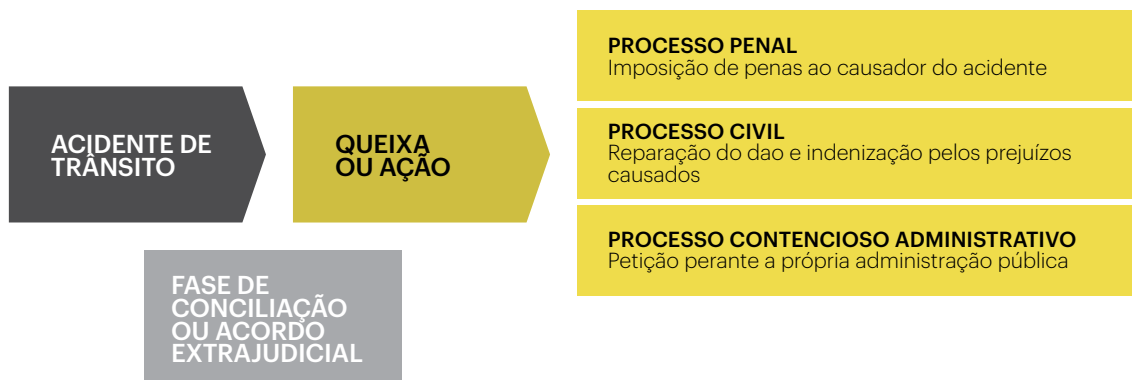 ACIDENTE DE
TRÂNSITO
QUEIXA
OU AÇÃO
FASE DE
CONCILIAÇÃO
OU ACORDO
EXTRAJUDICIAL
PROCESSO PENAL
Imposição de penas ao causador do acidente
PROCESSO CIVIL
Reparação do dao e indenização pelos prejuízos
causados
PROCESSO CONTENCIOSO ADMINISTRATIVO
Petição perante a própria administração pública